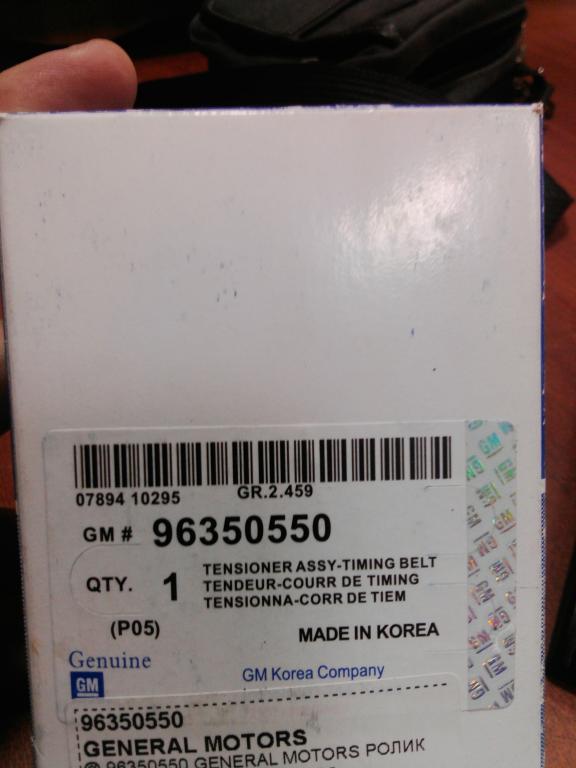 07894 10295 GR.2.459
GM # 96350550
QTY. 1 TENSIONER ASSY-TIMING BELT
TENDEUR-COURR DE TIMING
TENSIONNA-CORR DE TIEM
(P05) MADE IN KOREA
Genuine
GM GM Korea Company
96350550
GENERAL MOTORS
@ 96350550 GENERAL MOTORS РОЛИК